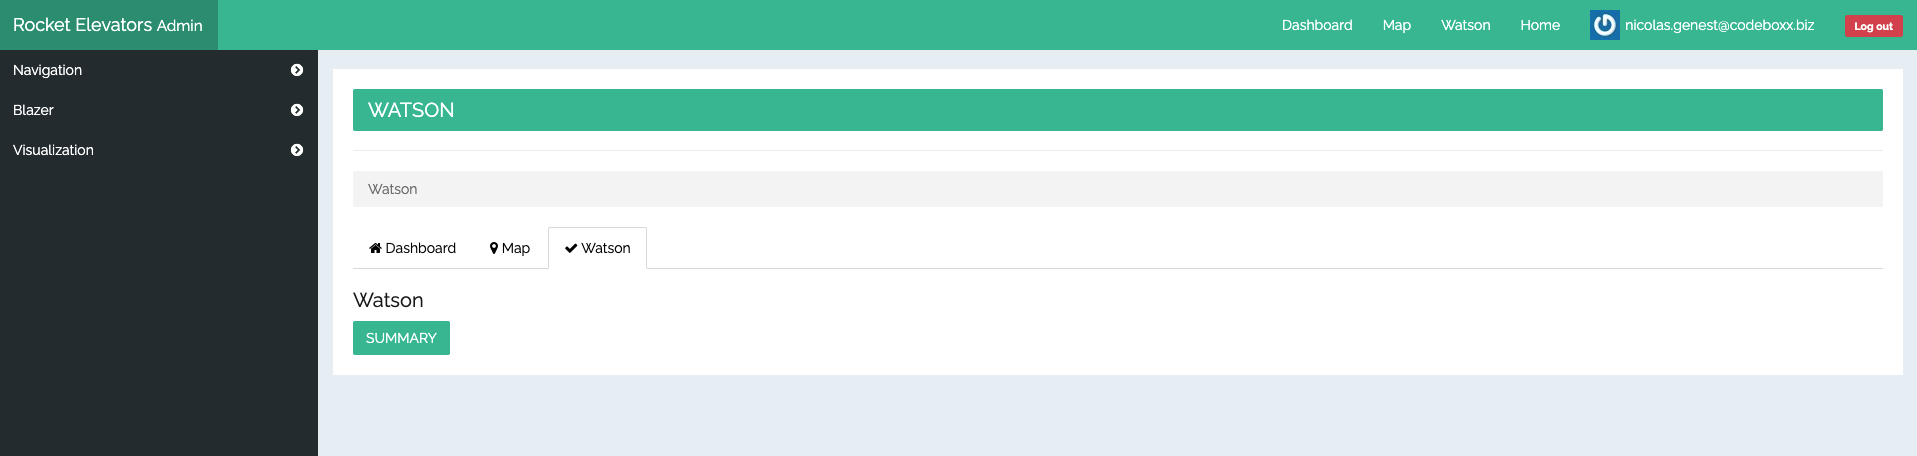 Rocket Elevators Admin
Dashboard Map Watson Home nicolas.genest@codeboxx.biz Log out
Navigation
Blazer
Visualization
WATSON
Watson
Dashboard Map Watson
Watson
SUMMARY